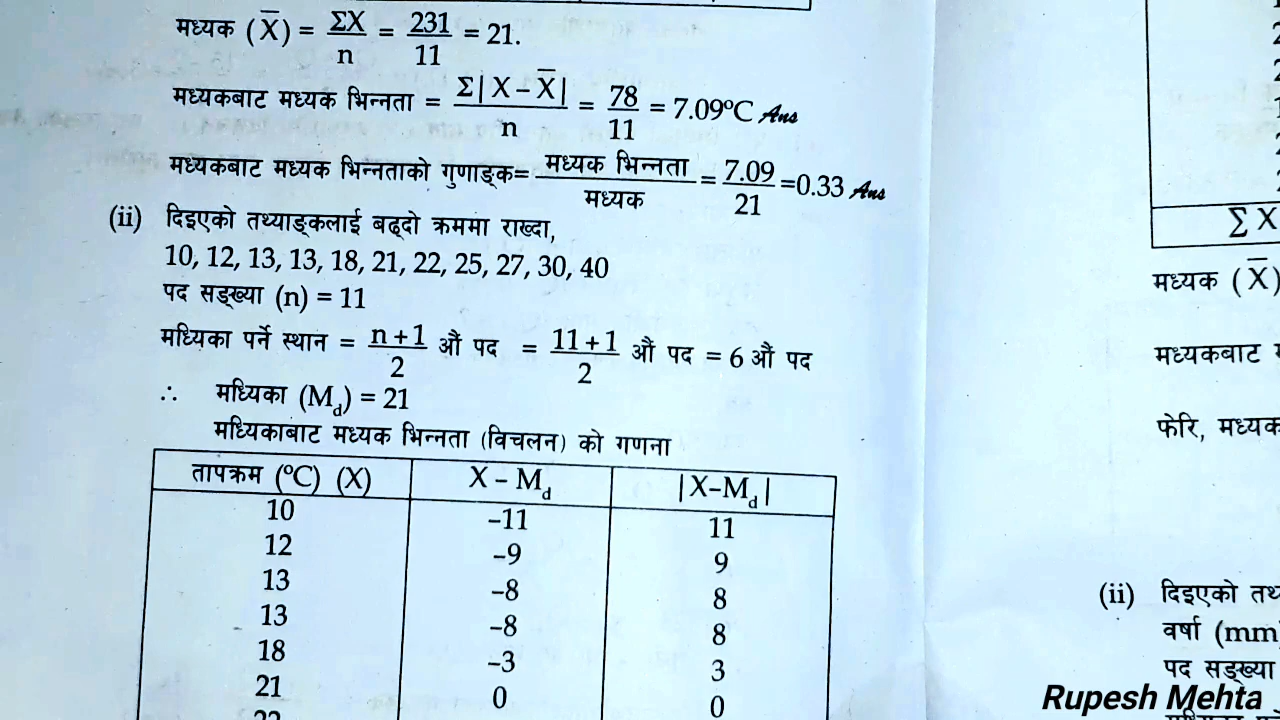 मध्यक (X̄) = ΣX/n = 231/11 = 21.
मध्यकबाट मध्यक भिन्नता = Σ|X – X̄|/n = 78/11 = 7.09°C Ans
मध्यकबाट मध्यक भिन्नताको गुणाङ्क= मध्यक भिन्नता/मध्यक = 7.09/21 =0.33 Ans
(ii) दिइएको तथ्याङ्कलाई बढ्दो क्रममा राख्दा,
10, 12, 13, 13, 18, 21, 22, 25, 27, 30, 40
पद सङ्ख्या (n) = 11
मध्यिका पर्ने स्थान = n+1/2 औं पद = 11+1/2 औं पद = 6 औं पद
∴ मध्यिका (Md) = 21
मध्यिकाबाट मध्यक भिन्नता (विचलन) को गणना
तापक्रम (°C) (X) X – Md |X–Md|
10 –11 11
12 –9 9
13 –8 8
13 –8 8
18 –3 3
21 0 0
ΣX
मध्यक (X̄)
मध्यकबाट
फेरि, मध्यक
(ii) दिइएको
वर्षा (mm)
पद सङ्ख्या
Rupesh Mehta